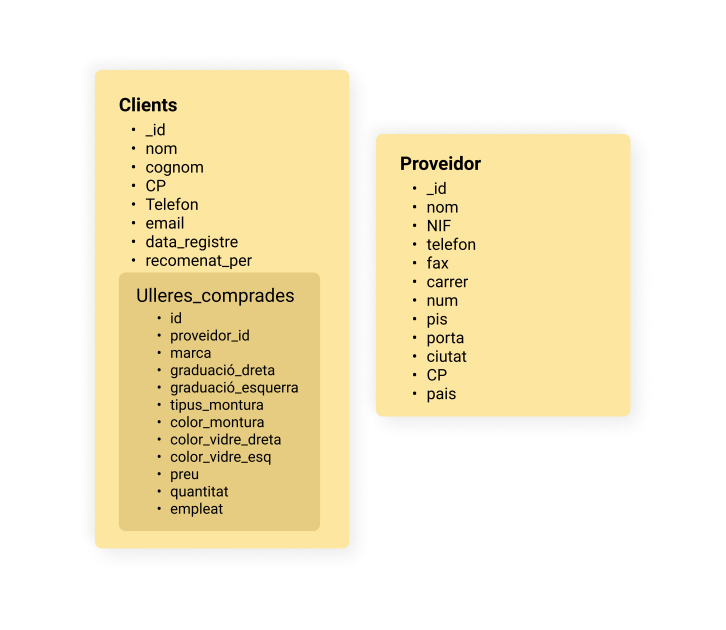 Clients
• _id
• nom
• cognom
• CP
• Telefon
• email
• data_registre
• recomenat_per
Ulleres_comprades
• id
• proveidor_id
• marca
• graduació_dreta
• graduació_esquerra
• tipus_montura
• color_montura
• color_vidre_dreta
• color_vidre_esq
• preu
• quantitat
• empleat
Proveidor
• _id
• nom
• NIF
• telefon
• fax
• carrer
• num
• pis
• porta
• ciutat
• CP
• pais